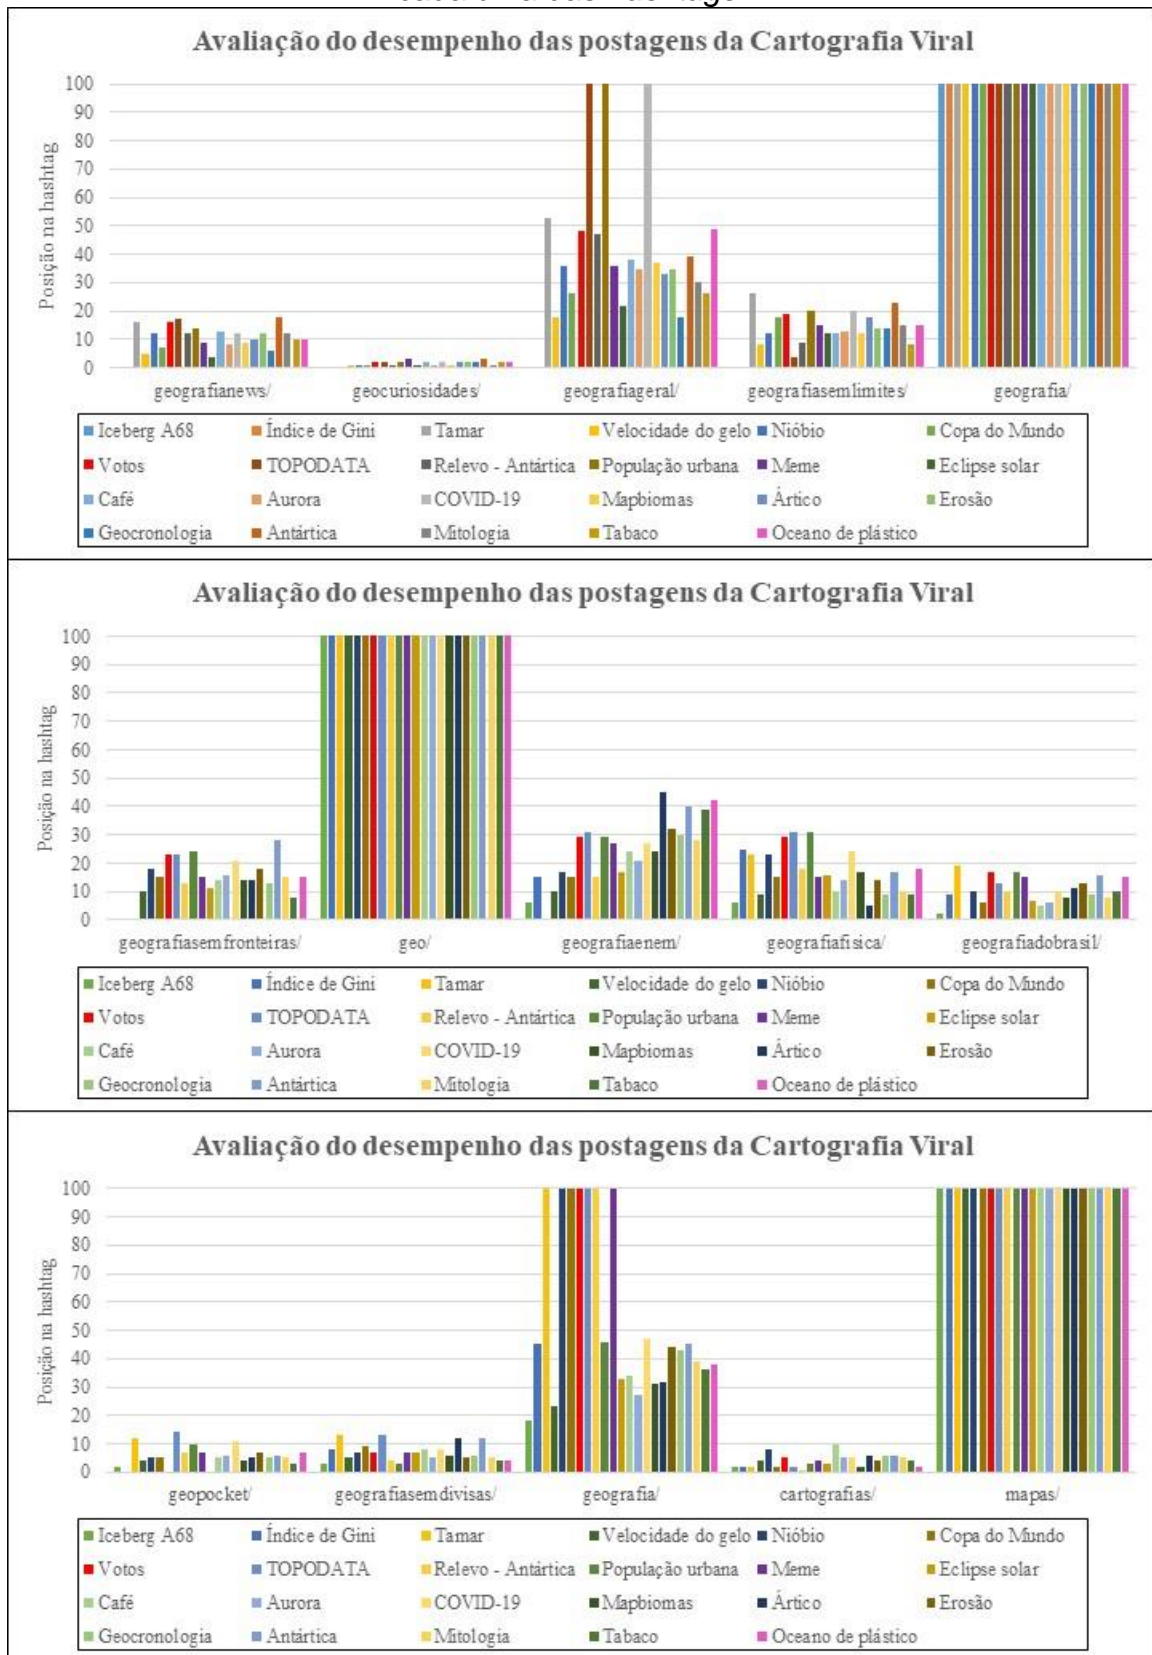 Avaliação do desempenho das postagens da Cartografia Viral
Posição na hashtag
100
90
80
70
60
50
40
30
20
10
0
geografianews/ geocuriosidades/ geografiageral/ geografiasemlimites/ geografia/
Iceberg A68 Índice de Gini Tamar Velocidade do gelo Nióbio Copa do Mundo
Votos TOPODATA Relevo - Antártica População urbana Meme Eclipse solar
Café Aurora COVID-19 Mapbiomas Ártico Erosão
Geocronologia Antártica Mitologia Tabaco Oceano de plástico
Avaliação do desempenho das postagens da Cartografia Viral
Posição na hashtag
100
90
80
70
60
50
40
30
20
10
0
geografiasemfronteiras/ geo/ geografiaenem/ geografiafisica/ geografiadobrasil/
Iceberg A68 Índice de Gini Tamar Velocidade do gelo Nióbio Copa do Mundo
Votos TOPODATA Relevo - Antártica População urbana Meme Eclipse solar
Café Aurora COVID-19 Mapbiomas Ártico Erosão
Geocronologia Antártica Mitologia Tabaco Oceano de plástico
Avaliação do desempenho das postagens da Cartografia Viral
Posição na hashtag
100
90
80
70
60
50
40
30
20
10
0
geopocket/ geografiasemdivisas/ geografia/ cartografias/ mapas/
Iceberg A68 Índice de Gini Tamar Velocidade do gelo Nióbio Copa do Mundo
Votos TOPODATA Relevo - Antártica População urbana Meme Eclipse solar
Café Aurora COVID-19 Mapbiomas Ártico Erosão
Geocronologia Antártica Mitologia Tabaco Oceano de plástico